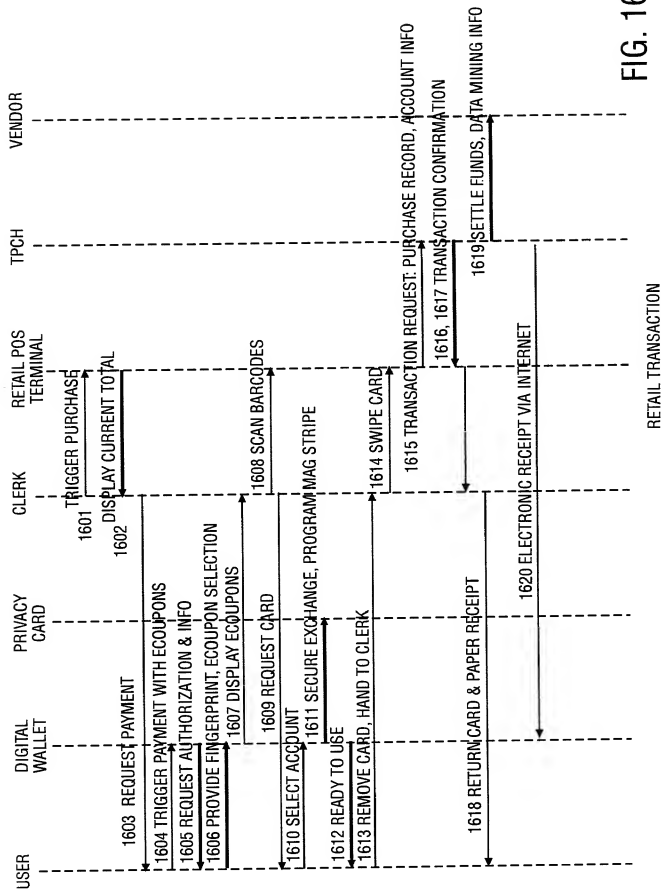 USER
DIGITAL
WALLET
PRIVACY
CARD
CLERK
RETAIL POS
TERMINAL
TPCH
VENDOR
TRIGGER PURCHASE
1601
DISPLAY CURRENT TOTAL
1602
1603 REQUEST PAYMENT
1604 TRIGGER PAYMENT WITH ECOUPONS
1605 REQUEST AUTHORIZATION & INFO
1606 PROVIDE FINGERPRINT, ECOUPON SELECTION
1607 DISPLAY ECOUPONS
1608 SCAN BARCODES
1609 REQUEST CARD
1610 SELECT ACCOUNT
1611 SECURE EXCHANGE, PROGRAM MAG STRIPE
1612 READY TO USE
1613 REMOVE CARD, HAND TO CLERK
1614 SWIPE CARD
1615 TRANSACTION REQUEST: PURCHASE RECORD, ACCOUNT INFO
1616, 1617 TRANSACTION CONFIRMATION
1618 RETURN CARD & PAPER RECEIPT
1619 SETTLE FUNDS, DATA MINING INFO
1620 ELECTRONIC RECEIPT VIA INTERNET
RETAIL TRANSACTION
FIG. 16